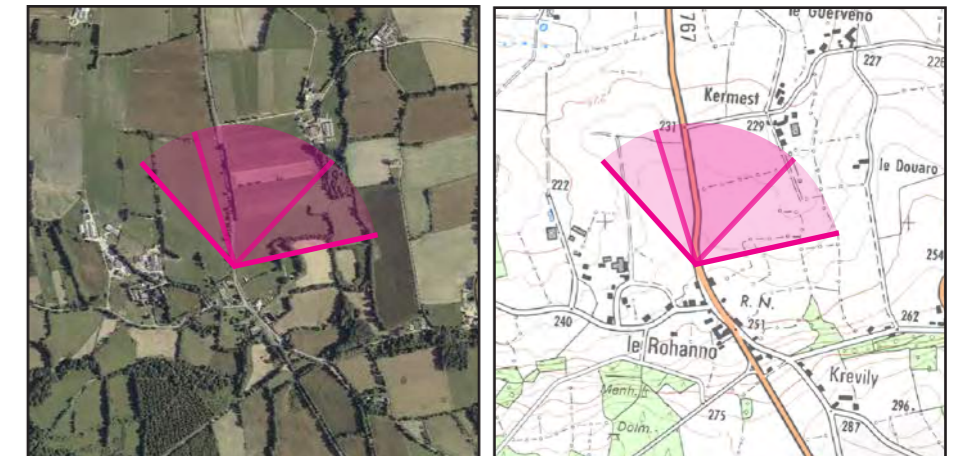 le Guerveno
767
227
226
Kermest
231
229
le Douaro
222
254
R. N.
262
240
251
le Rohanno
Krevily
Menh.
275
296.
Dolm.
287